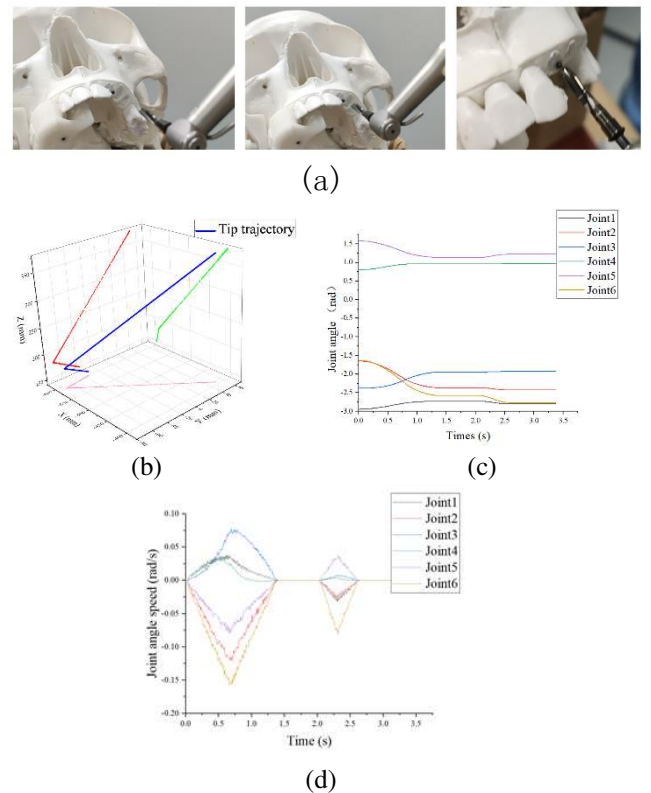 (a)
Tip trajectory
Z (mm)
X (mm)
(b)
Joint1
Joint2
Joint3
Joint4
Joint5
Joint6
Joint angle (rad)
1.5
1.0
0.5
0.0
-0.5
-1.0
-1.5
-2.0
-2.5
-3.0
0.0 0.5 1.0 1.5 2.0 2.5 3.0 3.5
Times (s)
(c)
Joint1
Joint2
Joint3
Joint4
Joint5
Joint6
Joint angle speed (rad/s)
0.10
0.05
0.00
-0.05
-0.10
-0.15
-0.20
0.0 0.5 1.0 1.5 2.0 2.5 3.0 3.5
Time (s)
(d)